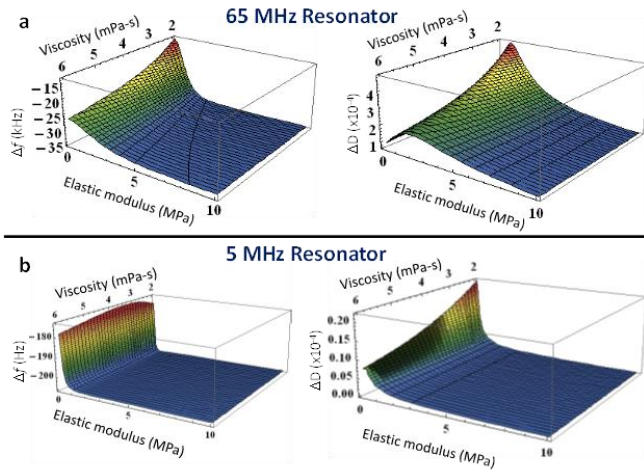 a
65 MHz Resonator
Viscosity (mPa-s)
6 5 4 3 2
Δf (kHz)
−15
−20
−25
−30
−35
0 5 10
Elastic modulus (MPa)
Viscosity (mPa-s)
6 5 4 3 2
ΔD (x10⁻⁴)
4
3
2
1
0 5 10
Elastic modulus (MPa)
b
5 MHz Resonator
Viscosity (mPa-s)
6 5 4 3 2
Δf (Hz)
−180
−190
−200
0 5 10
Elastic modulus (MPa)
Viscosity (mPa-s)
6 5 4 3 2
ΔD (x10⁻⁴)
0.20
0.15
0.10
0.05
0.00
5 10
Elastic modulus (MPa)